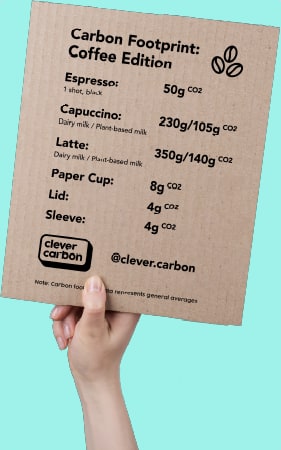 Carbon Footprint:
Coffee Edition
Espresso: 50g CO2
1 shot, black
Cappuccino: 230g/105g CO2
Dairy milk / Plant-based milk
Latte: 350g/140g CO2
Dairy milk / Plant-based milk
Paper Cup: 8g CO2
Lid: 4g CO2
Sleeve: 4g CO2
clever
carbon
@clever.carbon
Note: Carbon represents general averages